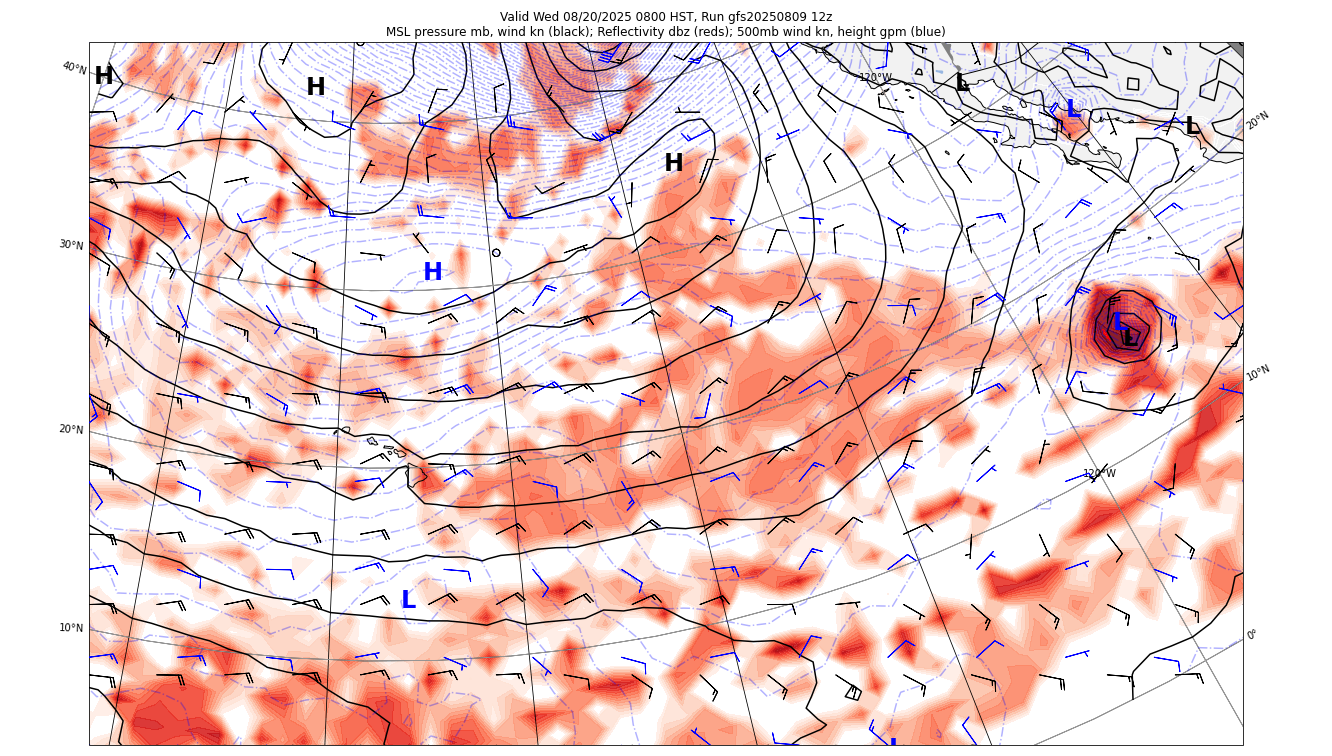 Valid Wed 08/20/2025 0800 HST, Run gfs20250809 12z
MSL pressure mb, wind kn (black); Reflectivity dbz (reds); 500mb wind kn, height gpm (blue)
40°N
H
H
120°W
L
L
L
20°N
H
30°N
H
L
L
10°N
20°N
120°W
L
10°N
0°
L